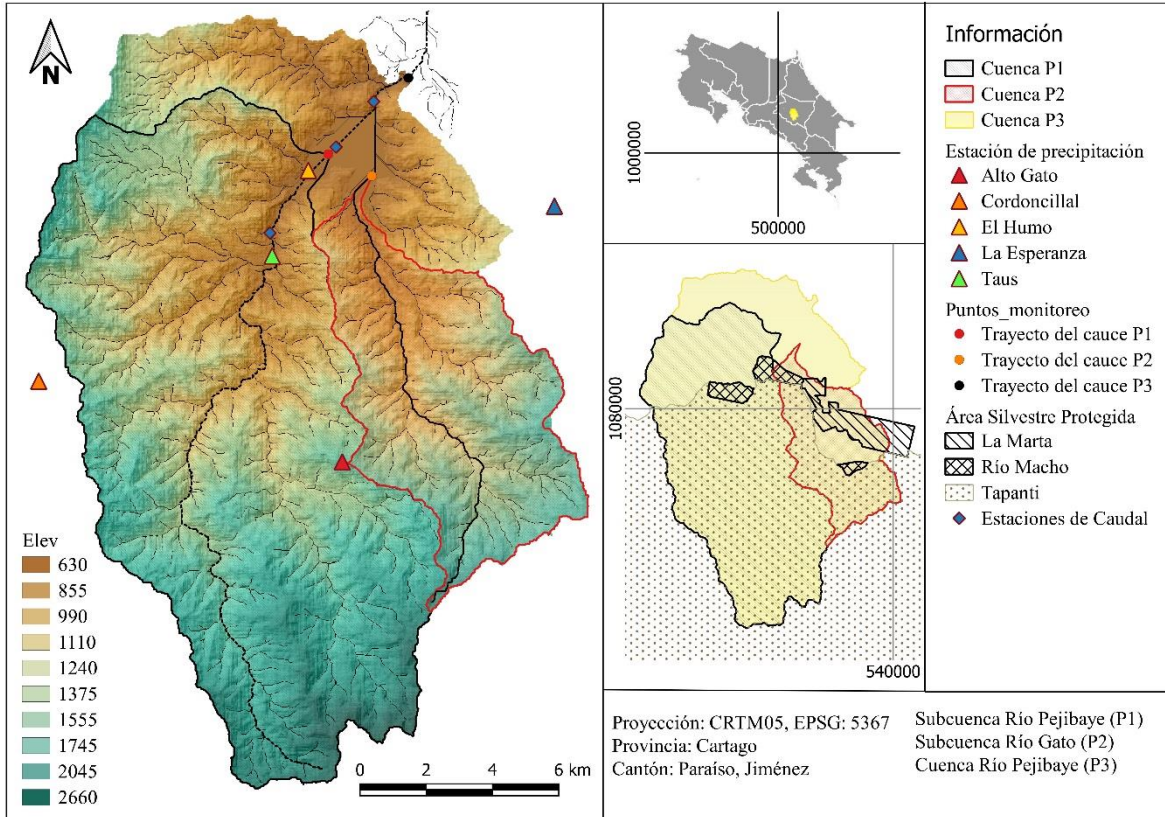 N
Elev
630
855
990
1110
1240
1375
1555
1745
2045
2660
0 2 4 6 km
1000000
500000
1080000
540000
Proyección: CRTM05, EPSG: 5367
Provincia: Cartago
Cantón: Paraíso, Jiménez
Subcuenca Río Pejibaye (P1)
Subcuenca Río Gato (P2)
Cuenca Río Pejibaye (P3)
Información
Cuenca P1
Cuenca P2
Cuenca P3
Estación de precipitación
Alto Gato
Cordoncillal
El Humo
La Esperanza
Taus
Puntos_monitoreo
Trayecto del cauce P1
Trayecto del cauce P2
Trayecto del cauce P3
Área Silvestre Protegida
La Marta
Río Macho
Tapanti
Estaciones de Caudal